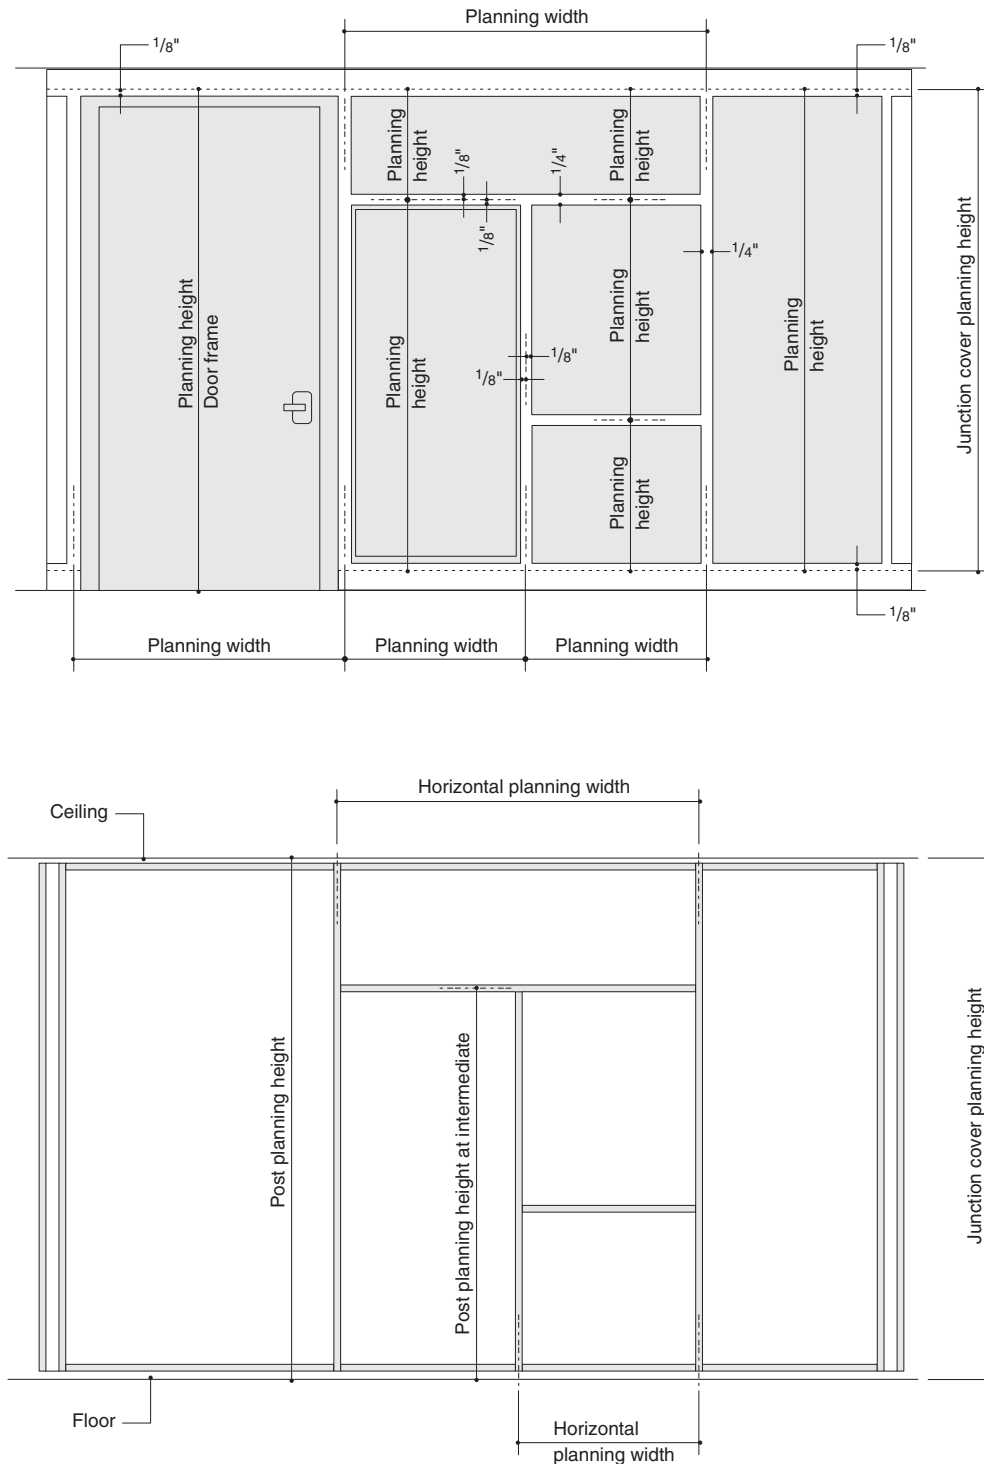 Planning width
1/8"
1/8"
Planning
height
Planning
height
1/8"
1/4"
1/8"
1/4"
Planning height
Door frame
Planning
height
Planning
height
Planning
height
1/8"
1/8"
Planning
height
Junction cover planning height
1/8"
Planning width
Planning width
Planning width
Horizontal planning width
Ceiling
Post planning height
Post planning height at intermediate
Junction cover planning height
Floor
Horizontal
planning width